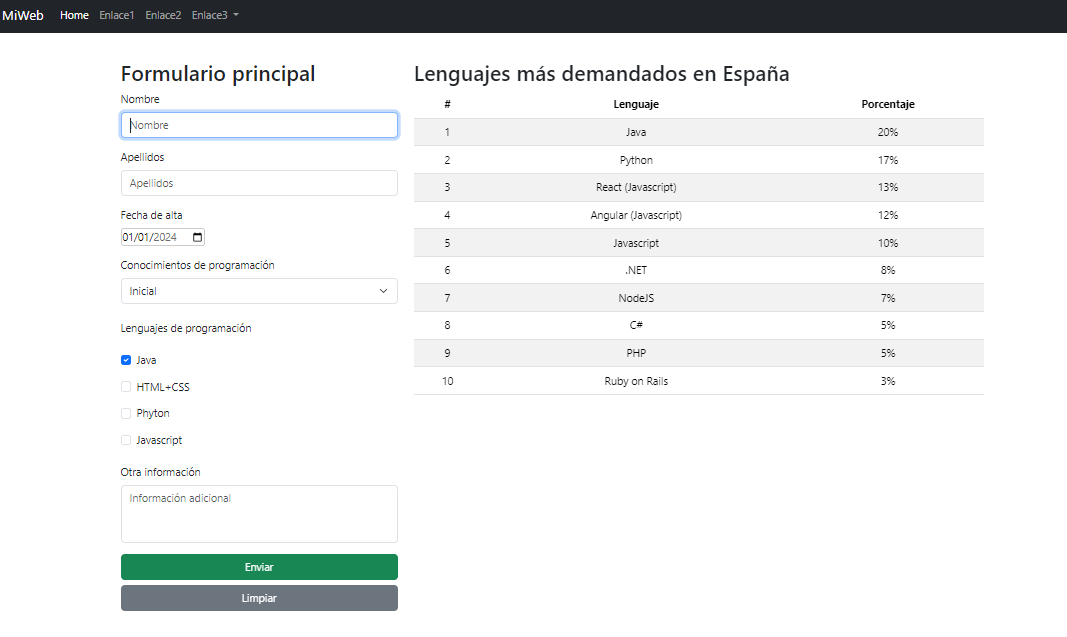 MiWeb Home Enlace1 Enlace2 Enlace3
Formulario principal
Nombre
Nombre
Apellidos
Apellidos
Fecha de alta
01/01/2024
Conocimientos de programación
Inicial
Lenguajes de programación
Java
HTML+CSS
Phyton
Javascript
Otra información
Información adicional
Enviar
Limpiar
Lenguajes más demandados en España
# Lenguaje Porcentaje
1 Java 20%
2 Python 17%
3 React (Javascript) 13%
4 Angular (Javascript) 12%
5 Javascript 10%
6 .NET 8%
7 NodeJS 7%
8 C# 5%
9 PHP 5%
10 Ruby on Rails 3%